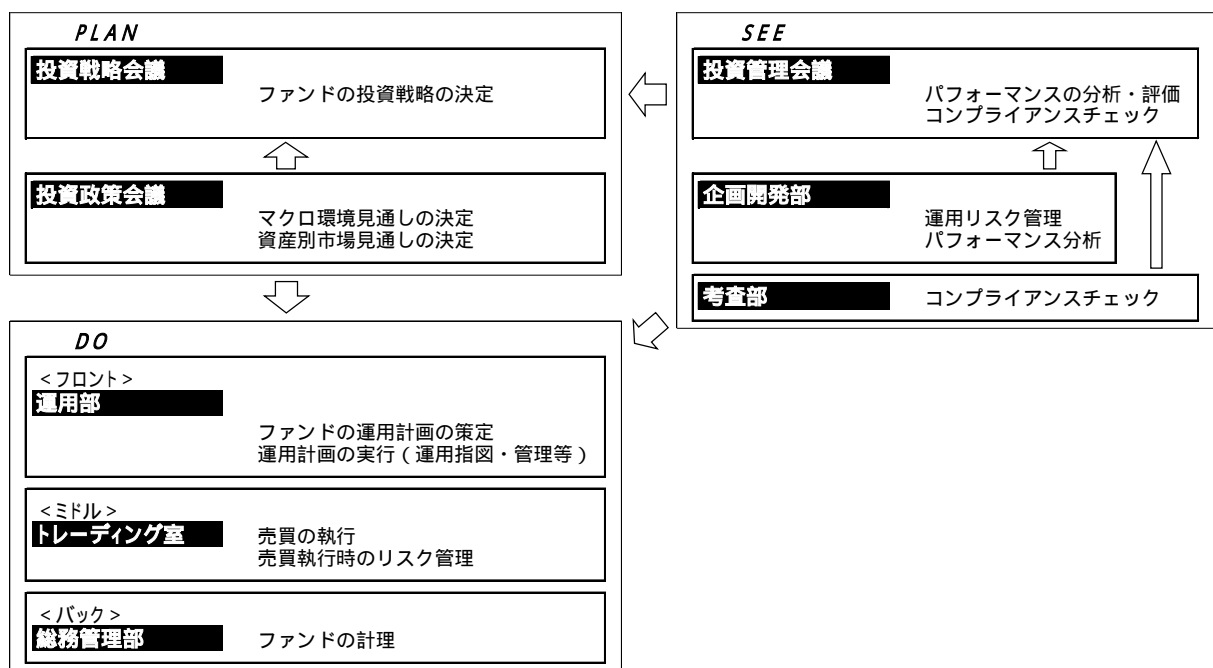 PLAN
投資戦略会議
ファンドの投資戦略の決定
投資政策会議
マクロ環境見通しの決定
資産別市場見通しの決定
DO
<フロント>
運用部
ファンドの運用計画の策定
運用計画の実行(運用指図・管理等)
<ミドル>
トレーディング室
売買の執行
売買執行時のリスク管理
<バック>
総務管理部
ファンドの計理
SEE
投資管理会議
パフォーマンスの分析・評価
コンプライアンスチェック
企画開発部
運用リスク管理
パフォーマンス分析
考査部
コンプライアンスチェック